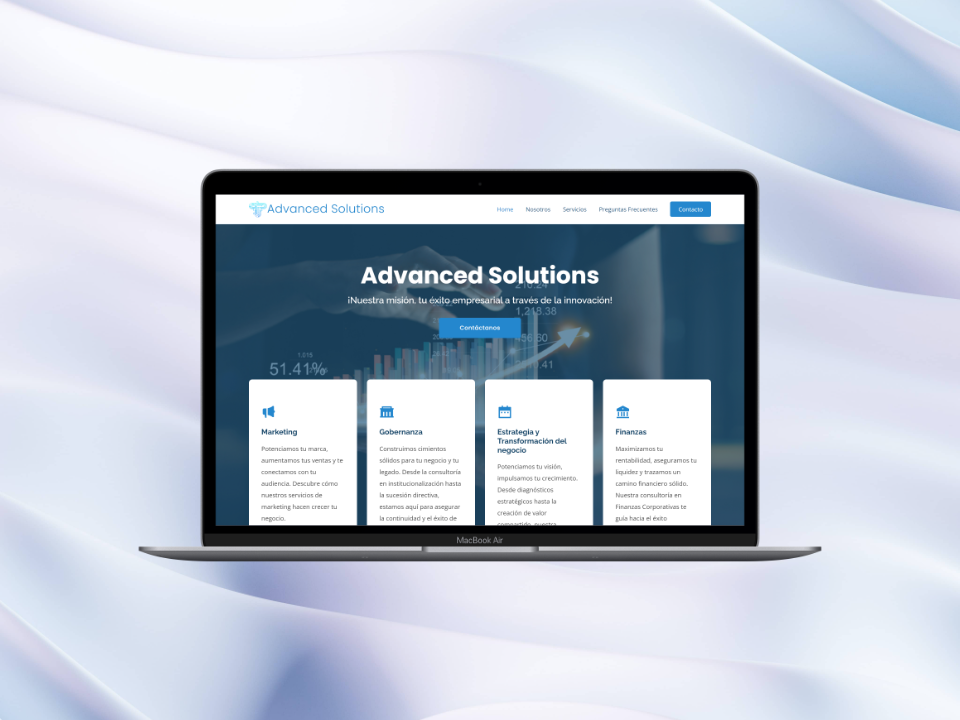 Advanced Solutions
Home Nosotros Servicios Preguntas Frecuentes Contacto
Advanced Solutions
¡Nuestra misión, tu éxito empresarial a través de la innovación!
Contáctenos
1,218.38
51.41%
Marketing
Potenciamos tu marca,
aumentamos tus ventas y te
conectamos con tu
audiencia. Descubre cómo
nuestros servicios de
marketing hacen crecer tu
negocio.
Gobernanza
Construimos cimientos
sólidos para tu negocio y tu
legado. Desde la consultoría
en institucionalización hasta
la sucesión directiva,
estamos aquí para asegurar
la continuidad y el éxito de
Estrategia y
Transformación del
negocio
Potenciamos tu visión,
impulsamos tu crecimiento.
Desde diagnósticos
estratégicos hasta la
creación de valor
Finanzas
Maximizamos tu
rentabilidad, aseguramos tu
liquidez y trazamos un
camino financiero sólido.
Nuestra consultoría en
Finanzas Corporativas te
guía hacia el éxito
MacBook Air